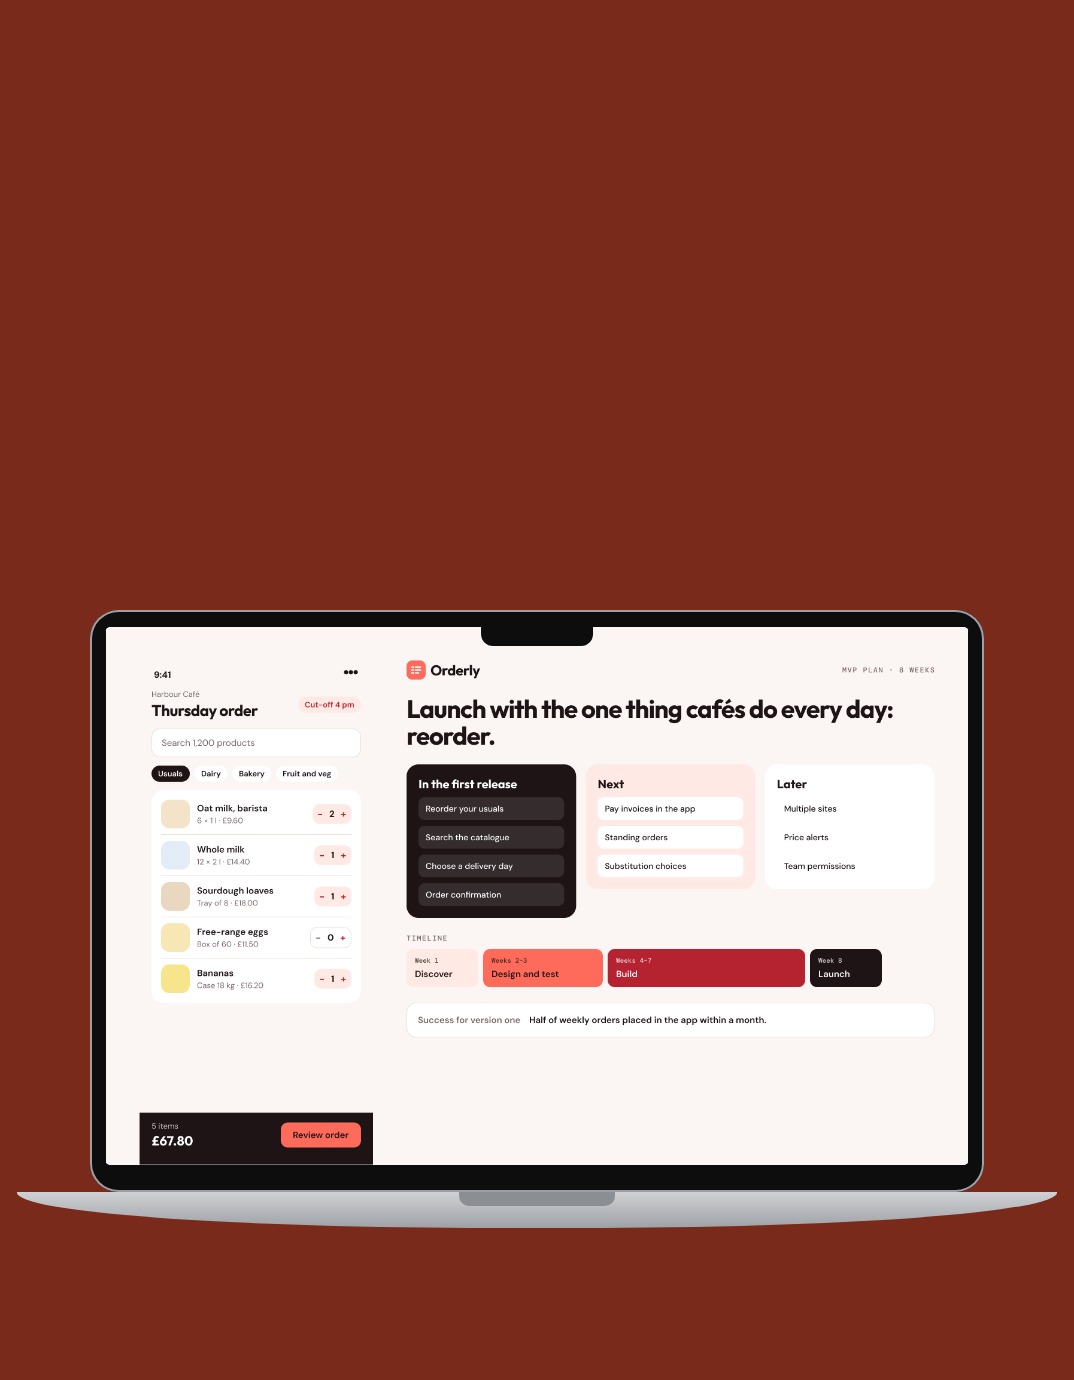 9:41
Harbour Café
Thursday order
Cut-off 4 pm
Search 1,200 products
Usuals
Dairy
Bakery
Fruit and veg
Oat milk, barista
6 × 1 l · £9.60
− 2 +
Whole milk
12 × 2 l · £14.40
− 1 +
Sourdough loaves
Tray of 8 · £18.00
− 1 +
Free-range eggs
Box of 60 · £11.50
− 0 +
Bananas
Case 18 kg · £16.20
− 1 +
5 items
£67.80
Review order
Orderly
MVP PLAN · 8 WEEKS
Launch with the one thing cafés do every day:
reorder.
In the first release
Reorder your usuals
Search the catalogue
Choose a delivery day
Order confirmation
Next
Pay invoices in the app
Standing orders
Substitution choices
Later
Multiple sites
Price alerts
Team permissions
TIMELINE
Week 1
Discover
Weeks 2–3
Design and test
Weeks 4–7
Build
Week 8
Launch
Success for version one
Half of weekly orders placed in the app within a month.